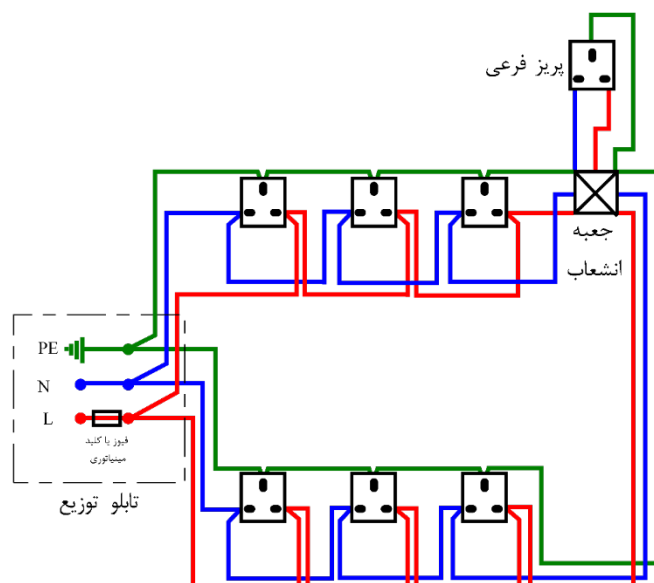 پریز فرعی
جعبه
انشعاب
PE
N
L
فیوز یا کلید
مینیاتوری
تابلو توزیع